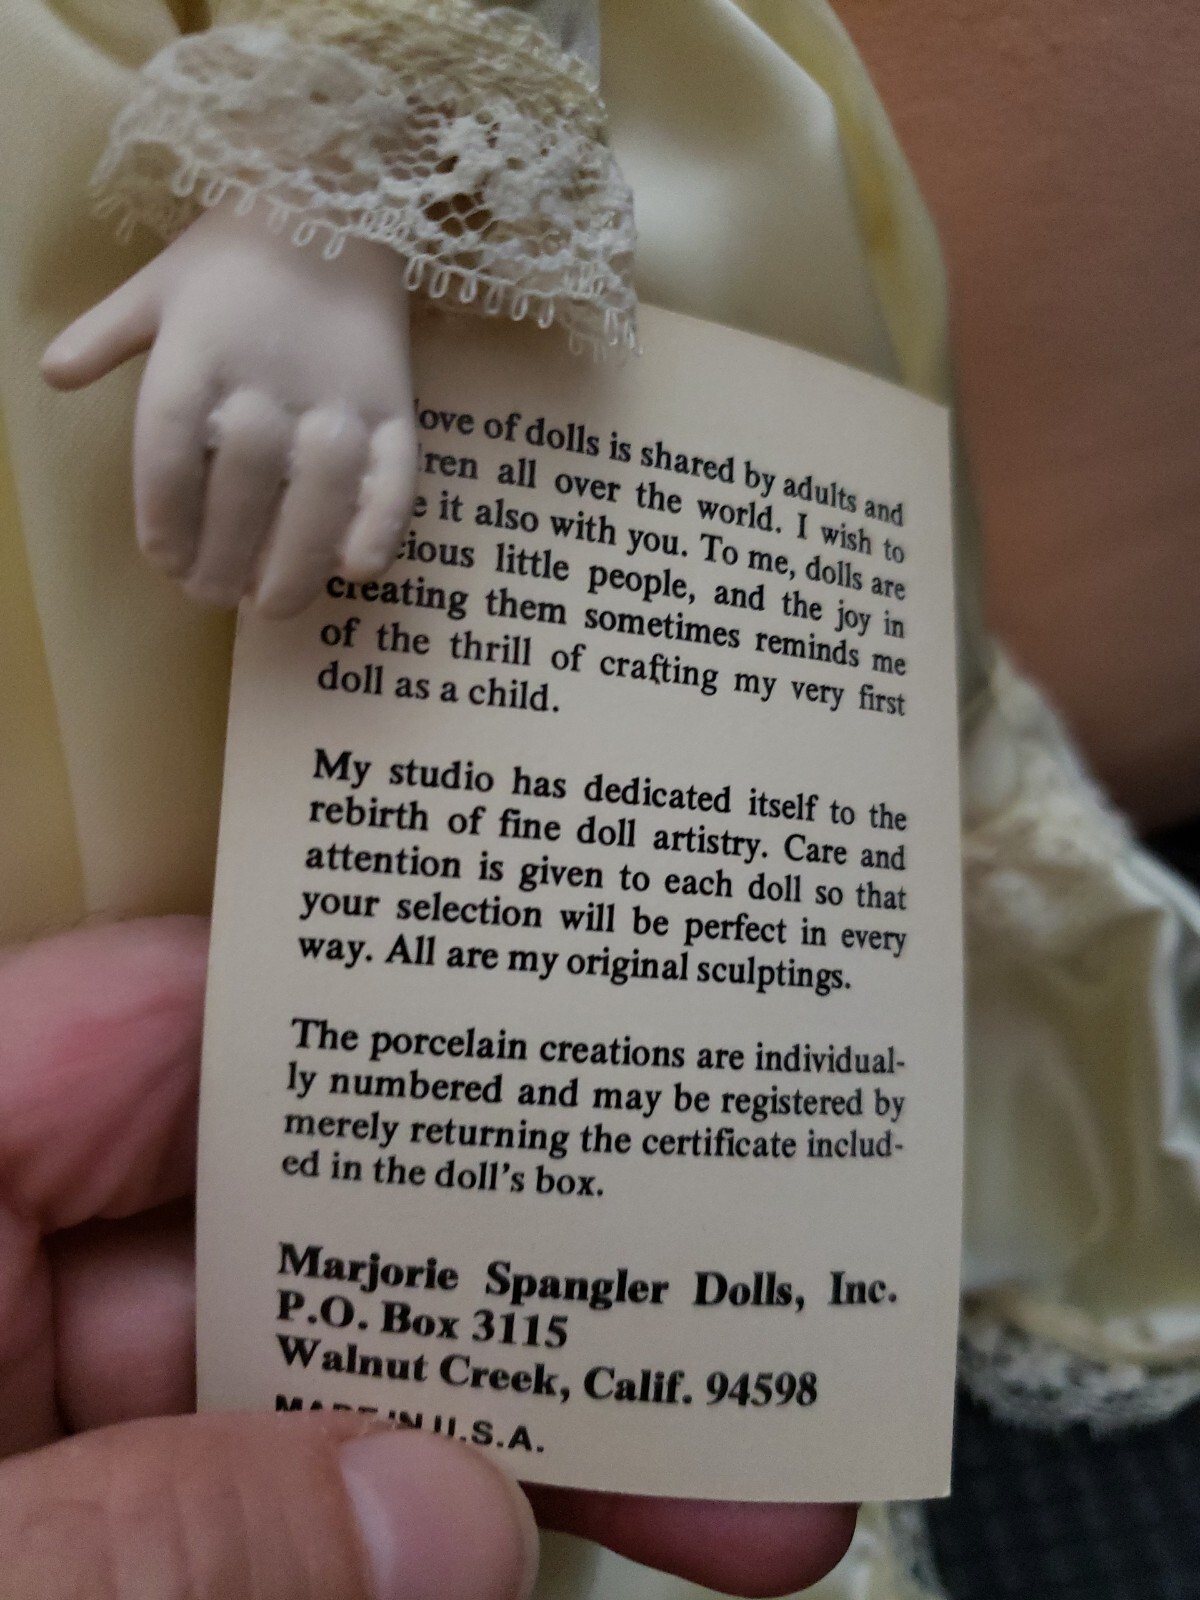 love of dolls is shared by adults and
all over the world. I wish to
it also with you. To me, dolls are
little people, and the joy in
creating them sometimes reminds me
of the thrill of crafting my very first
doll as a child.
My studio has dedicated itself to the
rebirth of fine doll artistry. Care and
attention is given to each doll so that
your selection will be perfect in every
way. All are my original sculptings.
The porcelain creations are individual-
ly numbered and may be registered by
merely returning the certificate includ-
ed in the doll's box.
Marjorie Spangler Dolls, Inc.
P.O. Box 3115
Walnut Creek, Calif. 94598
MADE IN U.S.A.